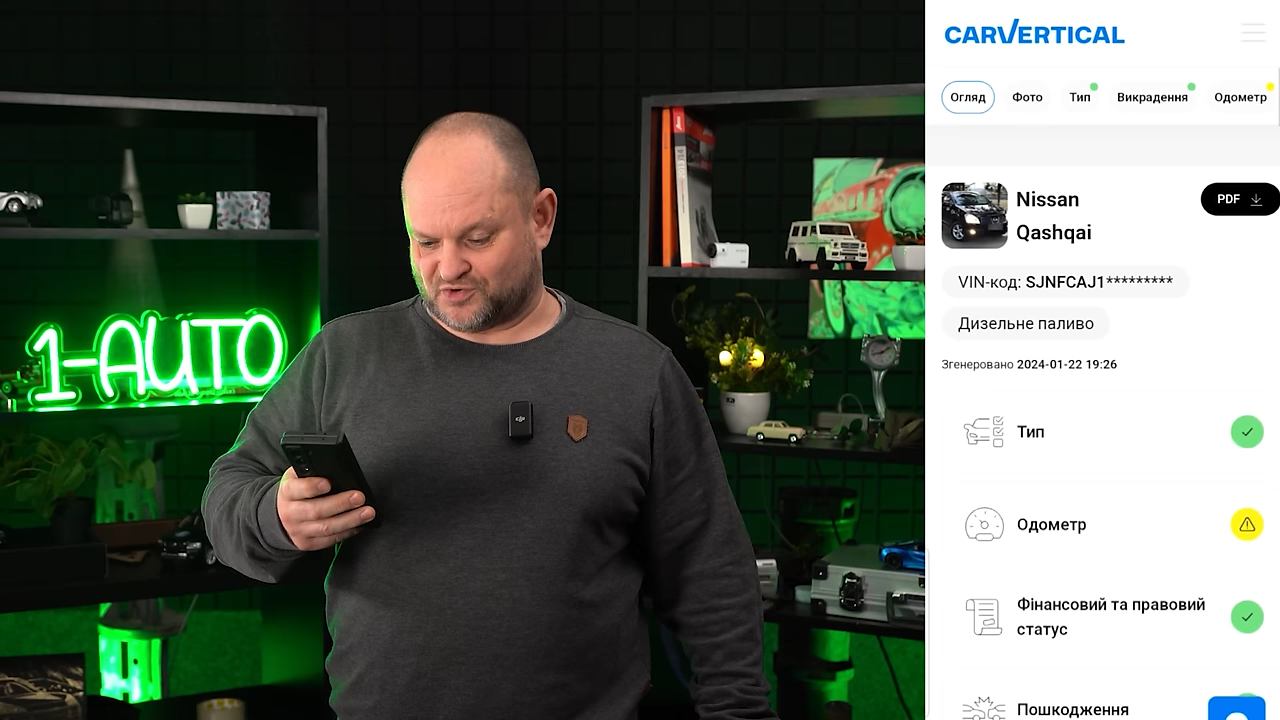 1-AUTO
CARVERTICAL
Огляд Фото Тип Викрадення Одометр
Nissan
Qashqai
PDF
VIN-код: SJNFCAJ1*********
Дизельне паливо
Згенеровано 2024-01-22 19:26
Тип
Одометр
Фінансовий та правовий
статус
Пошкодження